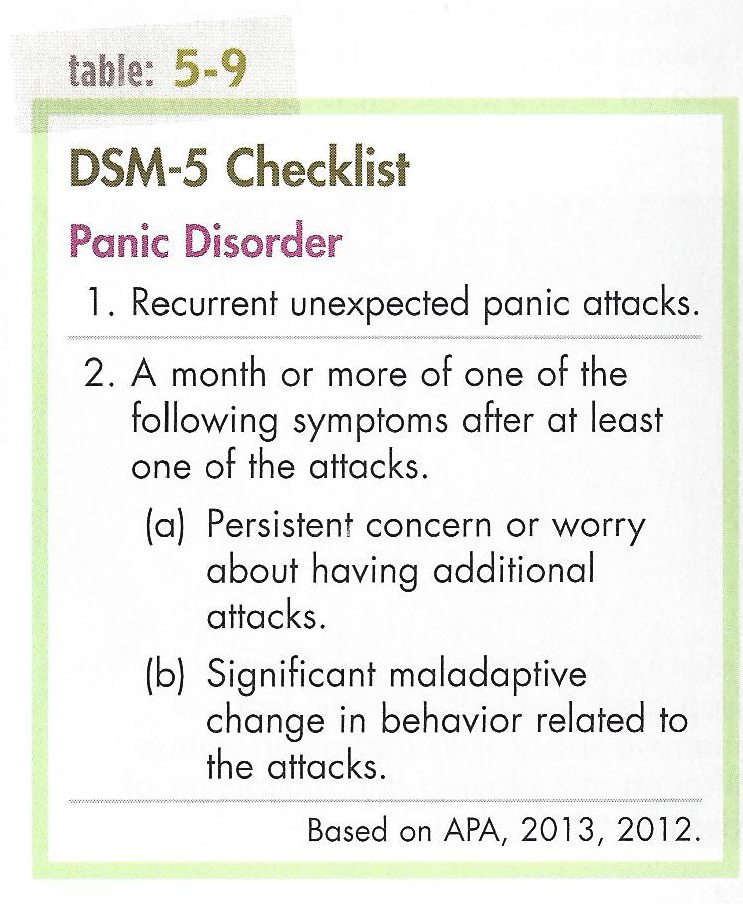 table: 5-9
DSM-5 Checklist
Panic Disorder
1. Recurrent unexpected panic attacks.
2. A month or more of one of the
following symptoms after at least
one of the attacks.
(a) Persistent concern or worry
about having additional
attacks.
(b) Significant maladaptive
change in behavior related to
the attacks.
Based on APA, 2013, 2012.